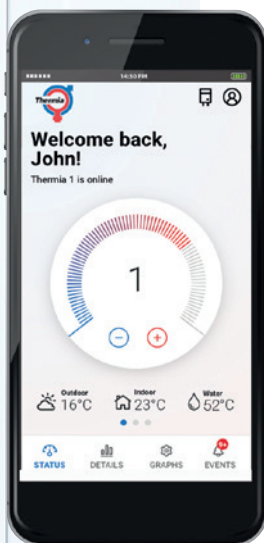 14:50 PM
Thermia
Welcome back,
John!
Thermia 1 is online
1
Outdoor
16°C
Indoor
23°C
Water
52°C
9+
STATUS
DETAILS
GRAPHS
EVENTS